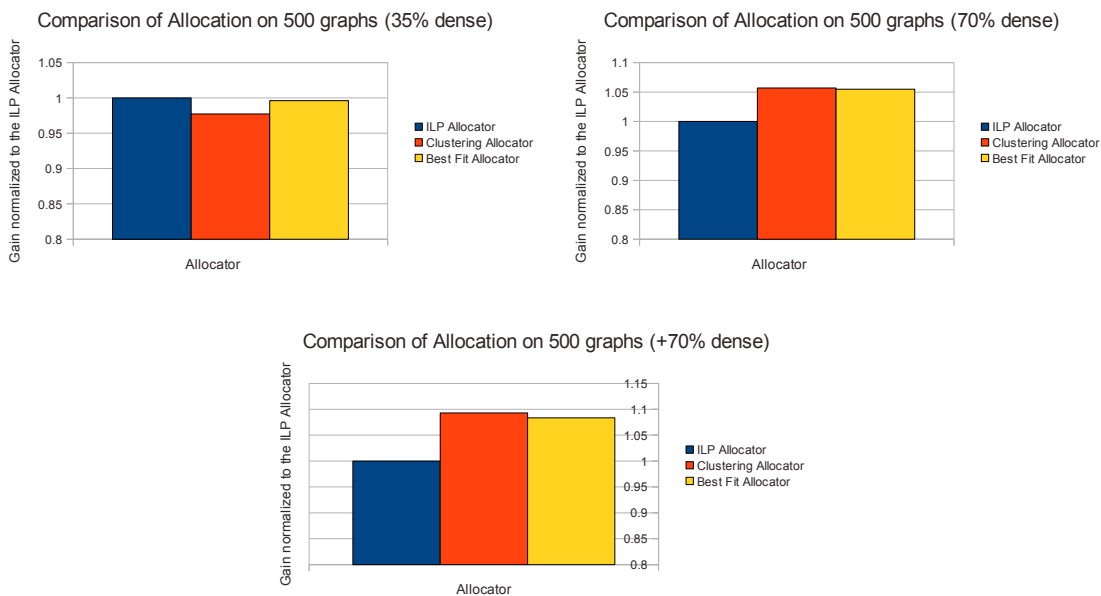 Comparison of Allocation on 500 graphs (35% dense)
Gain normalized to the ILP Allocator
1.05
1
0.95
0.9
0.85
0.8
Allocator
ILP Allocator
Clustering Allocator
Best Fit Allocator
Comparison of Allocation on 500 graphs (70% dense)
Gain normalized to the ILP Allocator
1.1
1.05
1
0.95
0.9
0.85
0.8
Allocator
ILP Allocator
Clustering Allocator
Best Fit Allocator
Comparison of Allocation on 500 graphs (+70% dense)
Gain normalized to the ILP Allocator
1.15
1.1
1.05
1
0.95
0.9
0.85
0.8
Allocator
ILP Allocator
Clustering Allocator
Best Fit Allocator